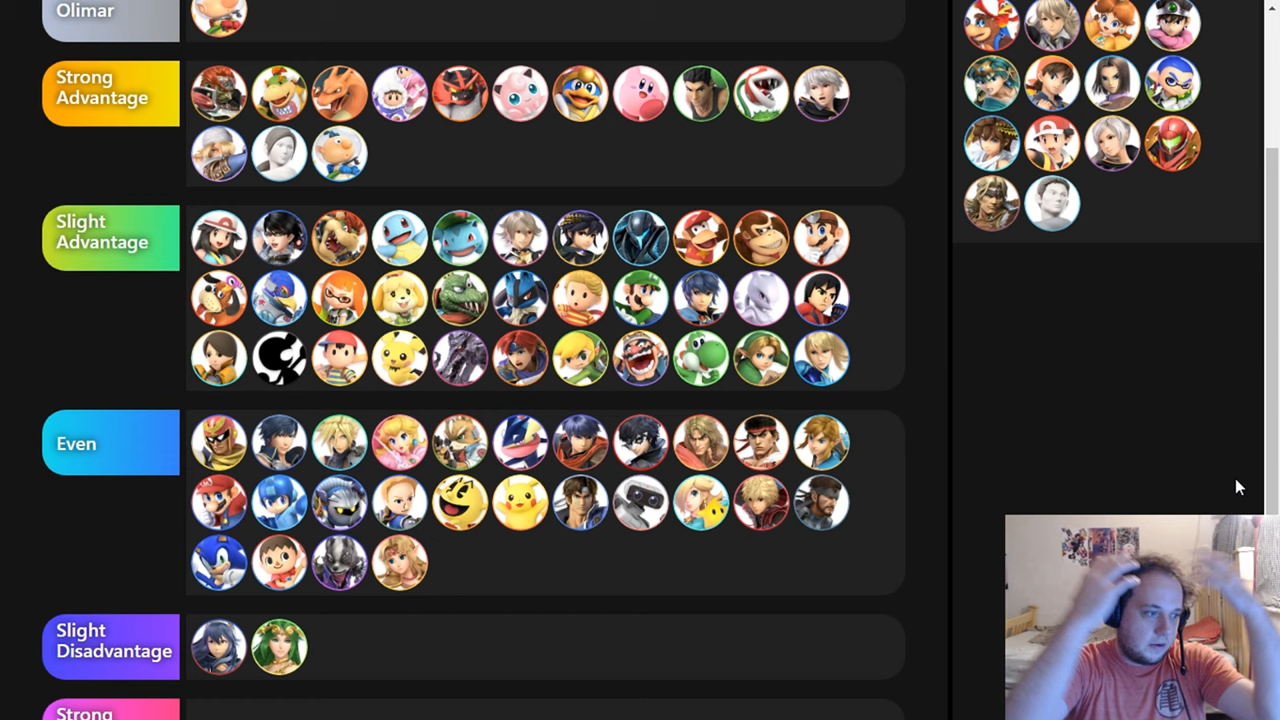 Olimar
Strong
Advantage
Slight
Advantage
Even
Slight
Disadvantage
Strong